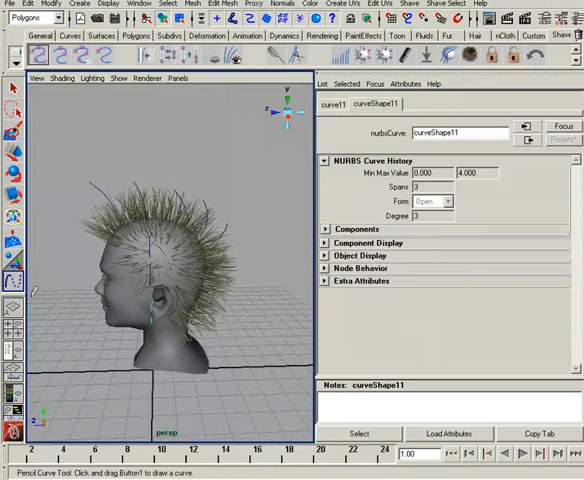 File Edit Modify Create Display Window Select Mesh Edit Mesh Proxy Normals Color Create UVs Edit UVs Shave Shave Select Help
Polygons
General Curves Surfaces Polygons Subdivs Deformation Animation Dynamics Rendering PaintEffects Toon Fluids Fur Hair nCloth Custom Shave
View Shading Lighting Show Renderer Panels
List Selected Focus Attributes Help
curve11 curveShape11
nurbsCurve: curveShape11
Focus
Presets*
NURBS Curve History
Min Max Value 0.000 4.000
Spans 3
Form Open
Degree 3
Components
Component Display
Object Display
Node Behavior
Extra Attributes
y
z
z
persp
Notes: curveShape11
Select Load Attributes Copy Tab
2 4 6 8 10 12 14 16 18 20 22 24 1.00
Pencil Curve Tool: Click and drag Button1 to draw a curve.